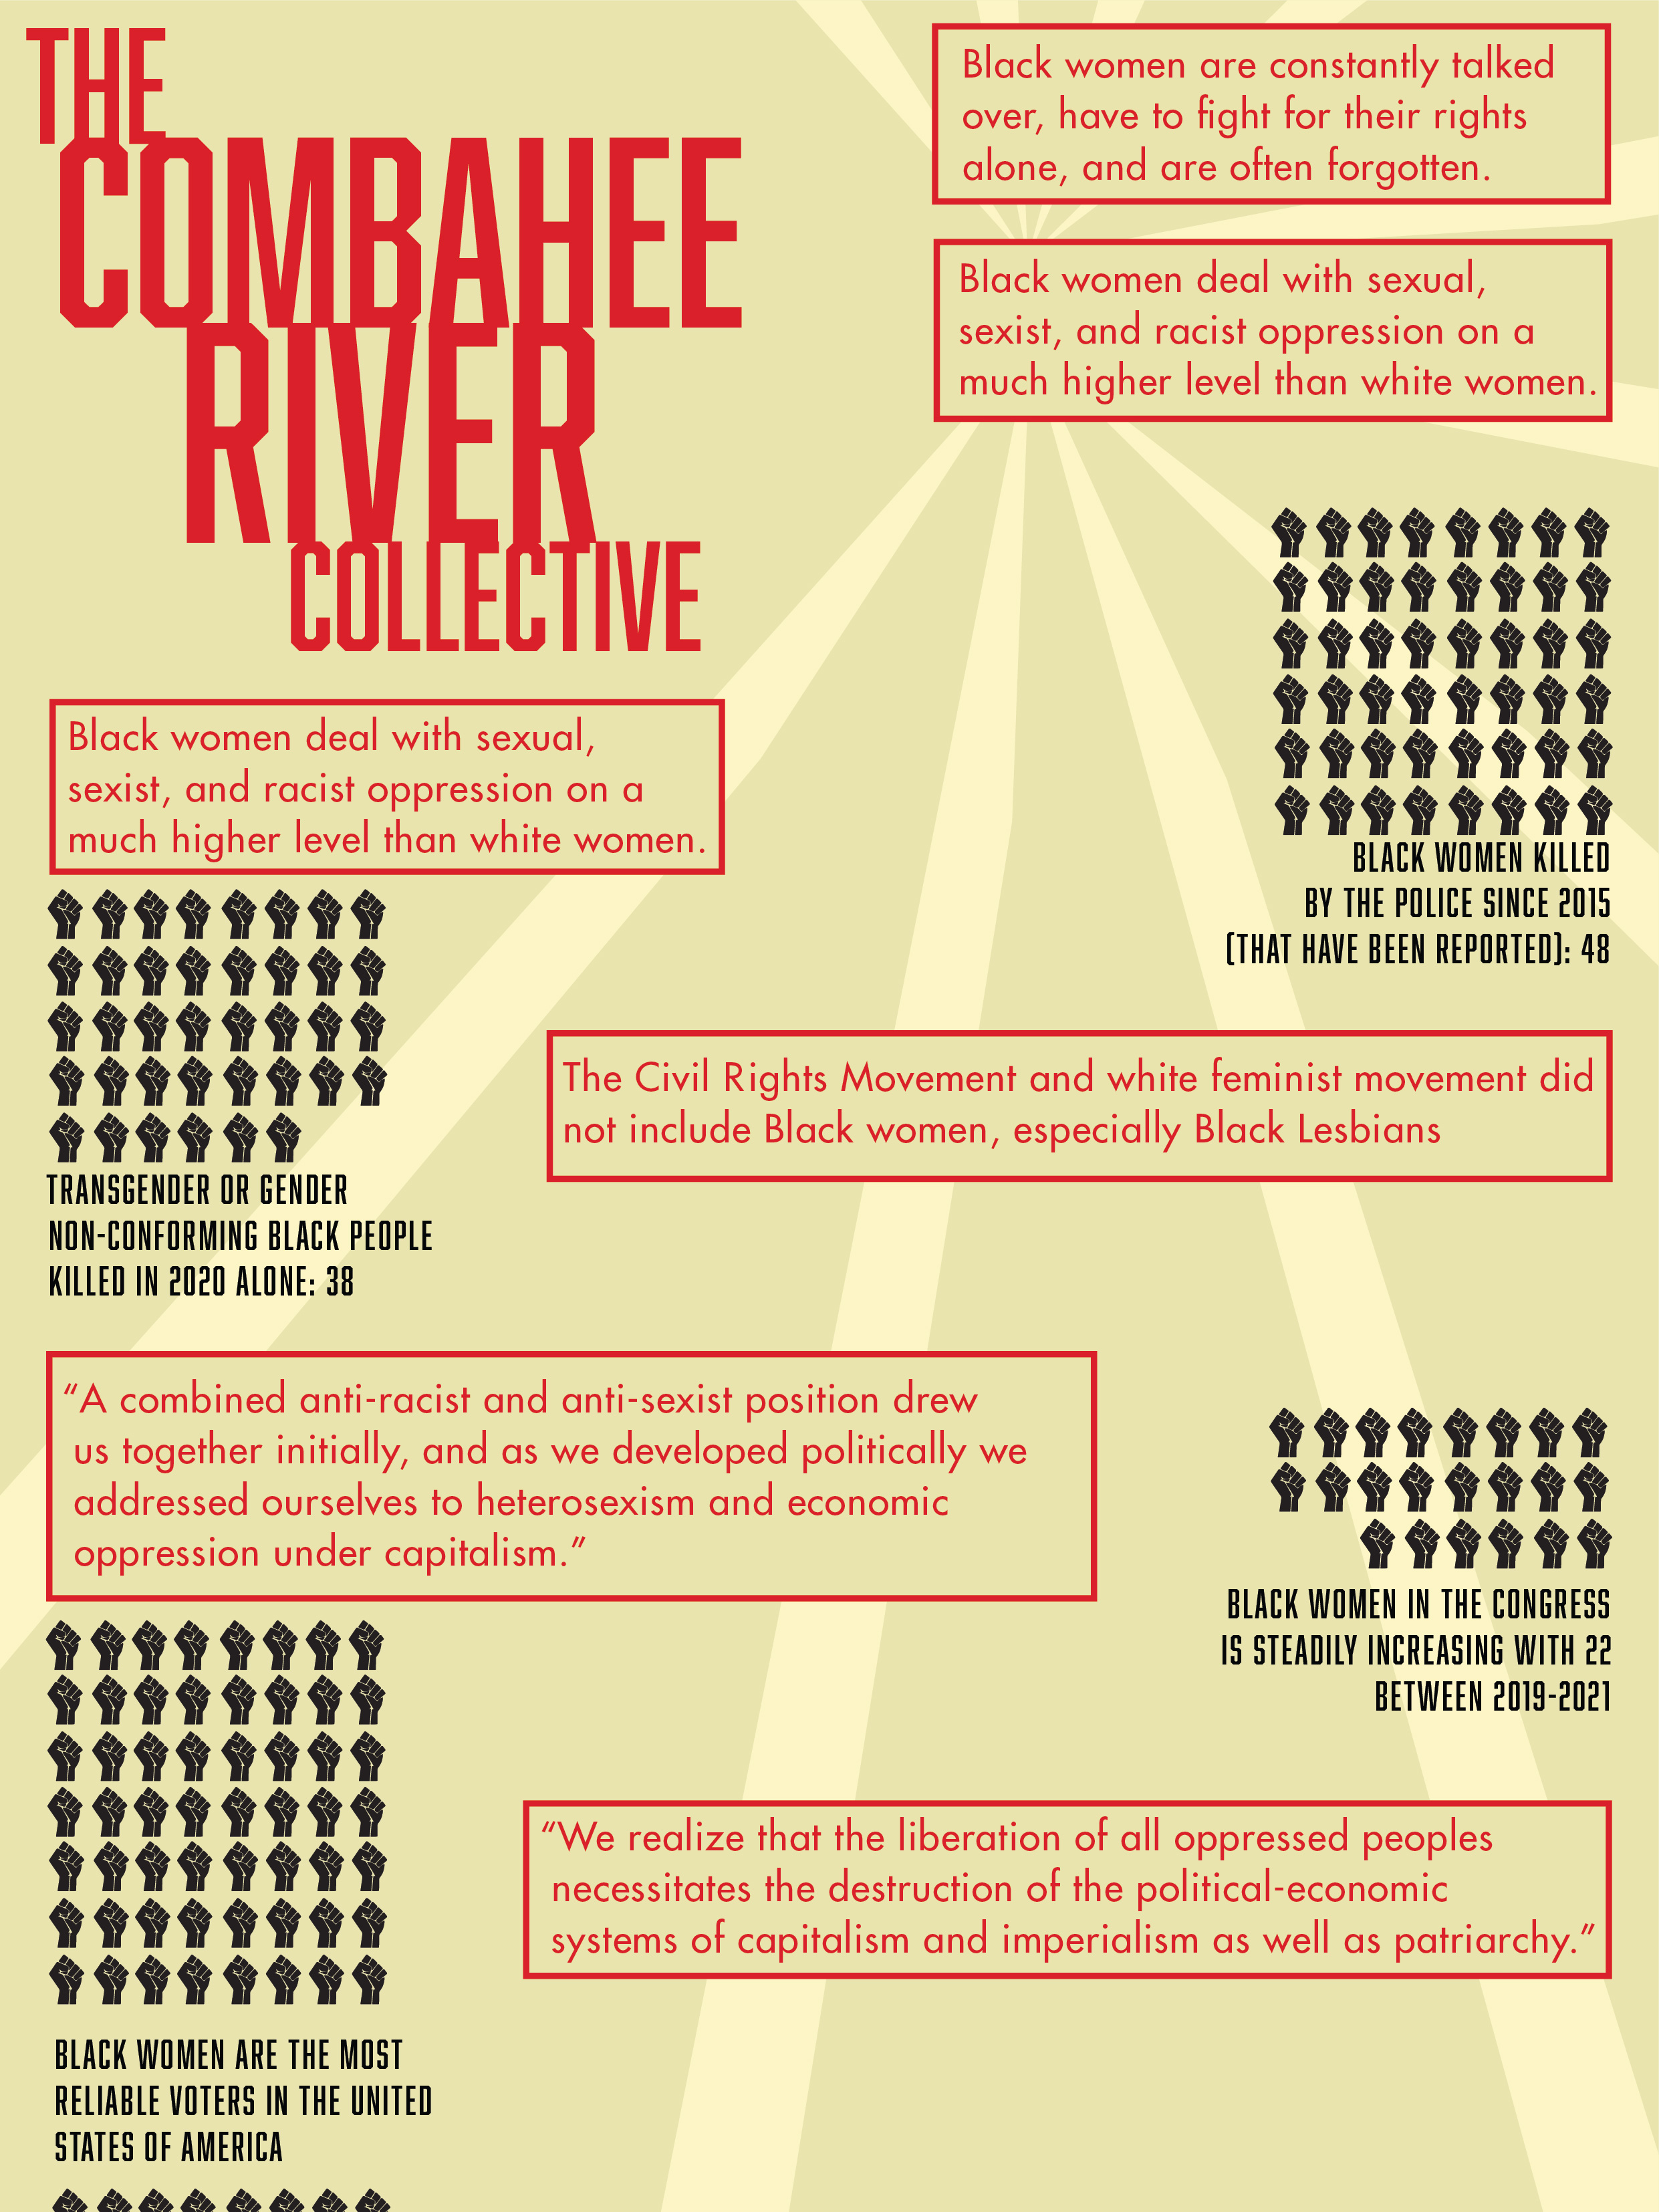 THE
COMBAHEE
RIVER
COLLECTIVE
Black women are constantly talked
over, have to fight for their rights
alone, and are often forgotten.
Black women deal with sexual,
sexist, and racist oppression on a
much higher level than white women.
Black women deal with sexual,
sexist, and racist oppression on a
much higher level than white women.
BLACK WOMEN KILLED
BY THE POLICE SINCE 2015
(THAT HAVE BEEN REPORTED): 48
The Civil Rights Movement and white feminist movement did
not include Black women, especially Black Lesbians
TRANSGENDER OR GENDER
NON-CONFORMING BLACK PEOPLE
KILLED IN 2020 ALONE: 38
“A combined anti-racist and anti-sexist position drew
us together initially, and as we developed politically we
addressed ourselves to heterosexism and economic
oppression under capitalism.”
BLACK WOMEN IN THE CONGRESS
IS STEADILY INCREASING WITH 22
BETWEEN 2019-2021
“We realize that the liberation of all oppressed peoples
necessitates the destruction of the political-economic
systems of capitalism and imperialism as well as patriarchy.”
BLACK WOMEN ARE THE MOST
RELIABLE VOTERS IN THE UNITED
STATES OF AMERICA